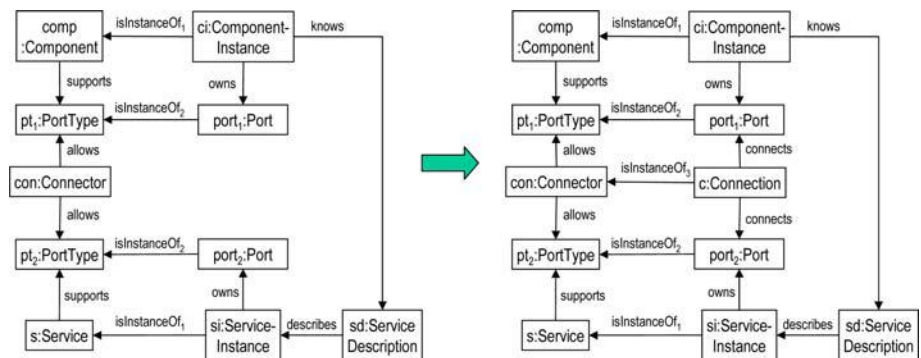 comp
:Component
isInstanceOf₁
ci:Component-
Instance
knows
supports
owns
pt₁:PortType
isInstanceOf₂
port₁:Port
allows
con:Connector
allows
pt₂:PortType
isInstanceOf₂
port₂:Port
supports
owns
s:Service
isInstanceOf₁
si:Service-
Instance
describes
sd:Service
Description
comp
:Component
isInstanceOf₁
ci:Component-
Instance
knows
supports
owns
pt₁:PortType
isInstanceOf₂
port₁:Port
allows
connects
con:Connector
isInstanceOf₃
c:Connection
allows
connects
pt₂:PortType
isInstanceOf₂
port₂:Port
supports
owns
s:Service
isInstanceOf₁
si:Service-
Instance
describes
sd:Service
Description